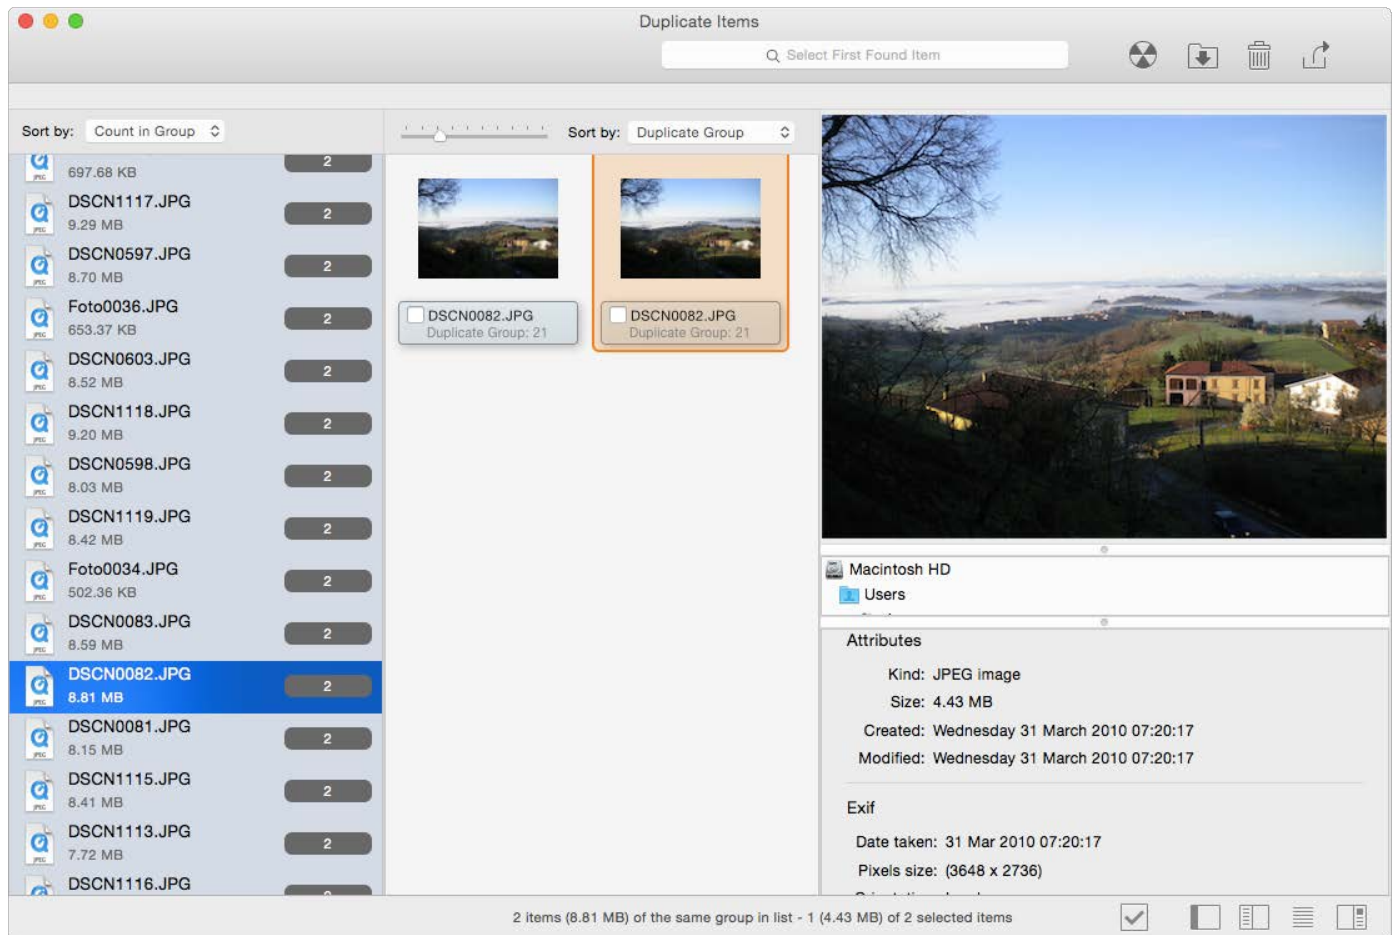 Duplicate Items
Select First Found Item
Sort by: Count in Group
697.68 KB
2
DSCN1117.JPG
9.29 MB
2
DSCN0597.JPG
8.70 MB
2
Foto0036.JPG
653.37 KB
2
DSCN0603.JPG
8.52 MB
2
DSCN1118.JPG
9.20 MB
2
DSCN0598.JPG
8.03 MB
2
DSCN1119.JPG
8.42 MB
2
Foto0034.JPG
502.36 KB
2
DSCN0083.JPG
8.59 MB
2
DSCN0082.JPG
8.81 MB
2
DSCN0081.JPG
8.15 MB
2
DSCN1115.JPG
8.41 MB
2
DSCN1113.JPG
7.72 MB
2
DSCN1116.JPG
Sort by: Duplicate Group
DSCN0082.JPG
Duplicate Group: 21
DSCN0082.JPG
Duplicate Group: 21
Macintosh HD
Users
Attributes
Kind: JPEG image
Size: 4.43 MB
Created: Wednesday 31 March 2010 07:20:17
Modified: Wednesday 31 March 2010 07:20:17
Exif
Date taken: 31 Mar 2010 07:20:17
Pixels size: (3648 x 2736)
2 items (8.81 MB) of the same group in list - 1 (4.43 MB) of 2 selected items